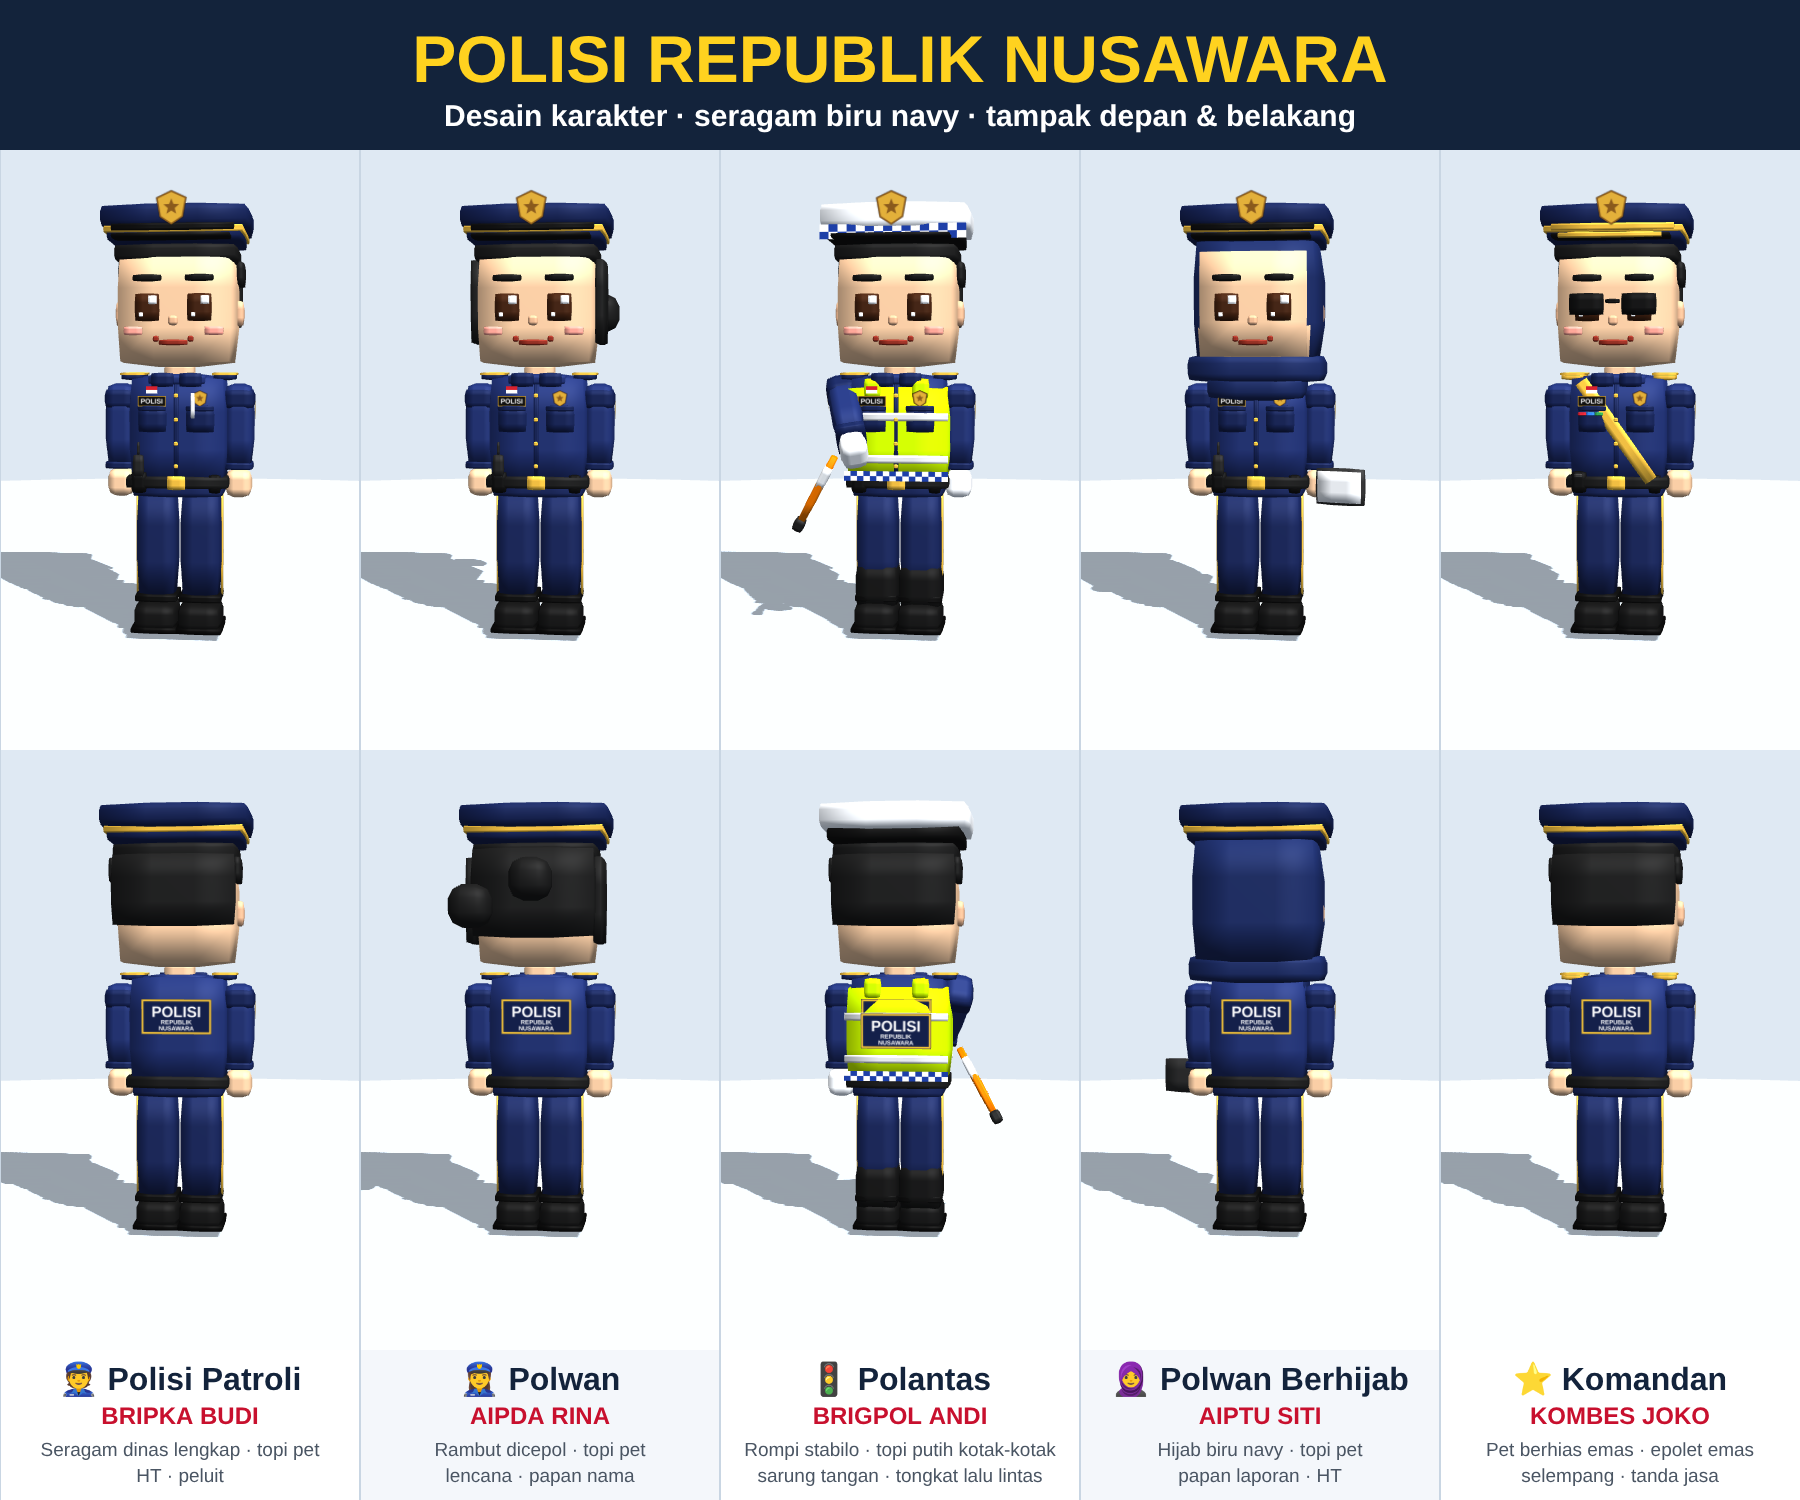 POLISI REPUBLIK NUSAWARA
Desain karakter · seragam biru navy · tampak depan & belakang
POLISI
POLISI
POLISI
POLISI
POLISI
POLISI
REPUBLIK
NUSAWARA
POLISI
REPUBLIK
NUSAWARA
POLISI
REPUBLIK
NUSAWARA
POLISI
REPUBLIK
NUSAWARA
POLISI
REPUBLIK
NUSAWARA
Polisi Patroli
BRIPKA BUDI
Seragam dinas lengkap · topi pet
HT · peluit
Polwan
AIPDA RINA
Rambut dicepol · topi pet
lencana · papan nama
Polantas
BRIGPOL ANDI
Rompi stabilo · topi putih kotak-kotak
sarung tangan · tongkat lalu lintas
Polwan Berhijab
AIPTU SITI
Hijab biru navy · topi pet
papan laporan · HT
Komandan
KOMBES JOKO
Pet berhias emas · epolet emas
selempang · tanda jasa